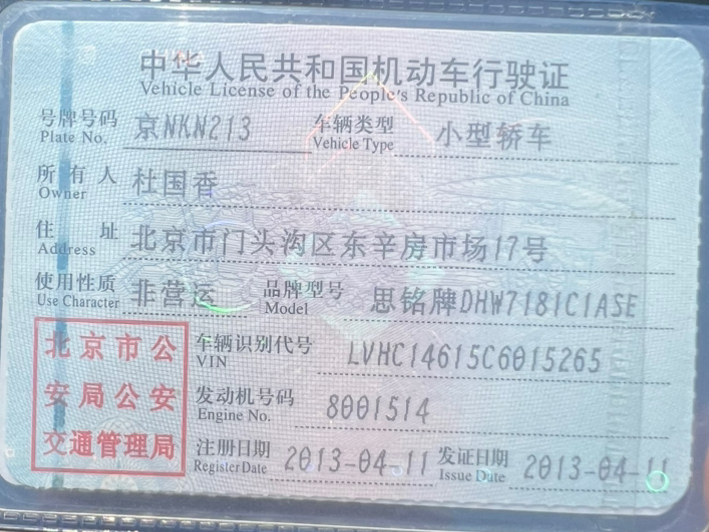 中华人民共和国机动车行驶证
Vehicle License of the People's Republic of China
号牌号码 京NKN213 车辆类型 小型轿车
Plate No. Vehicle Type
所有人 杜国香
Owner
住址 北京市门头沟区东辛房市场17号
Address
使用性质 非营运 品牌型号 思铭牌DHW7181C1ASE
Use Character Model
北京市公 车辆识别代号 LVHC14615C6015265
VIN
安局公安 发动机号码 8001514
Engine No.
交通管理局 注册日期 2013-04-11 发证日期 2013-04-11
Register Date Issue Date